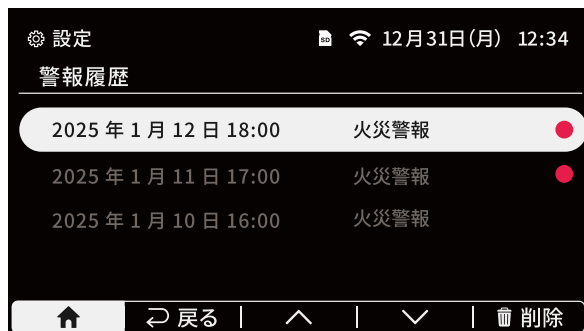 設定 SD 12月31日(月) 12:34
警報履歴
2025 年 1 月 12 日 18:00 火災警報
2025 年 1 月 11 日 17:00 火災警報
2025 年 1 月 10 日 16:00 火災警報
戻る 削除